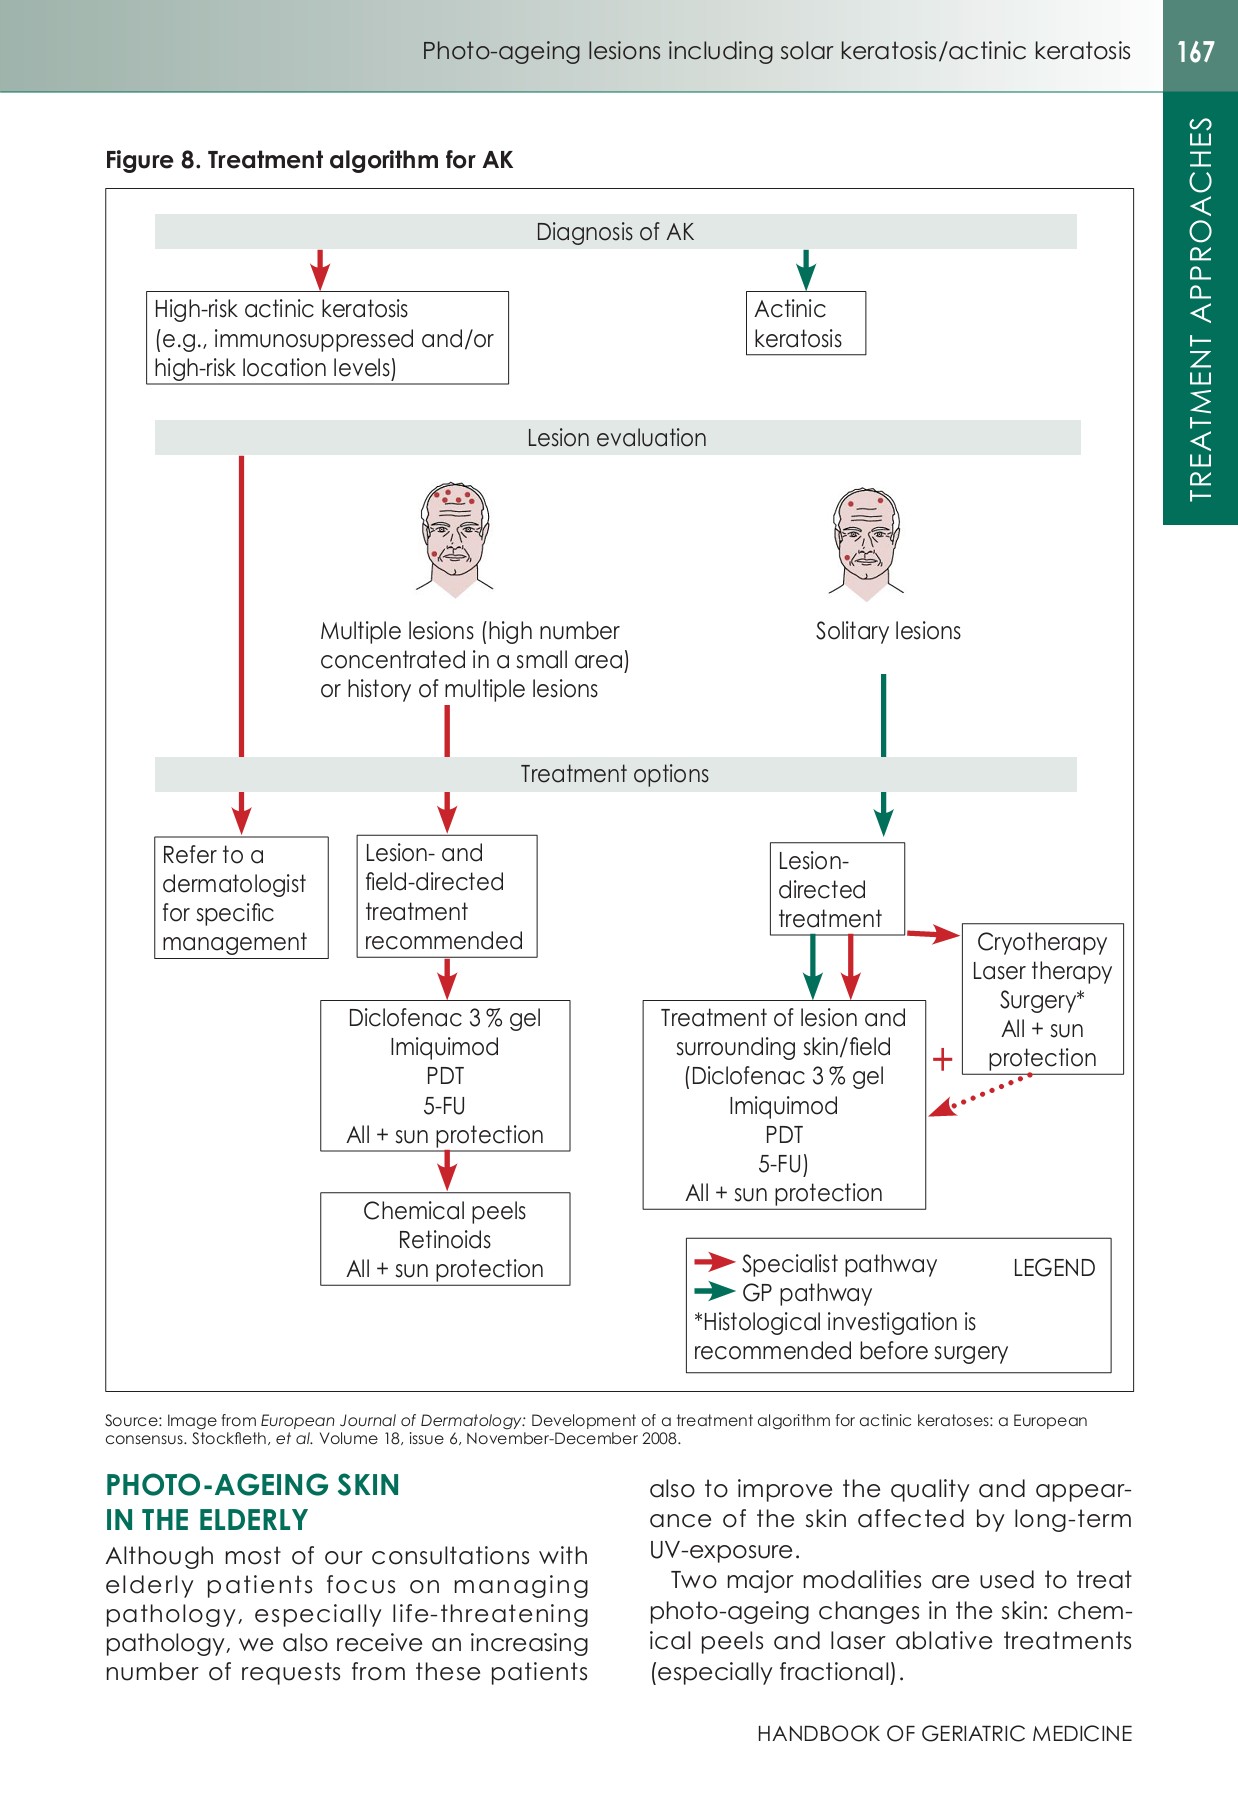 Photo-ageing lesions including solar keratosis/actinic keratosis
167
TREATMENT APPROACHES
Figure 8. Treatment algorithm for AK
Diagnosis of AK
High-risk actinic keratosis
(e.g., immunosuppressed and/or
high-risk location levels)
Actinic
keratosis
Lesion evaluation
Multiple lesions (high number
concentrated in a small area)
or history of multiple lesions
Solitary lesions
Treatment options
Refer to a
dermatologist
for specific
management
Lesion- and
field-directed
treatment
recommended
Lesion-
directed
treatment
Cryotherapy
Laser therapy
Surgery*
All + sun
protection
Diclofenac 3 % gel
Imiquimod
PDT
5-FU
All + sun protection
Treatment of lesion and
surrounding skin/field
(Diclofenac 3 % gel
Imiquimod
PDT
5-FU)
All + sun protection
+
Chemical peels
Retinoids
All + sun protection
Specialist pathway
LEGEND
GP pathway
*Histological investigation is
recommended before surgery
Source: Image from European Journal of Dermatology: Development of a treatment algorithm for actinic keratoses: a European
consensus. Stockfleth, et al. Volume 18, issue 6, November-December 2008.
PHOTO-AGEING SKIN
IN THE ELDERLY
Although most of our consultations with
elderly patients focus on managing
pathology, especially life-threatening
pathology, we also receive an increasing
number of requests from these patients
also to improve the quality and appear-
ance of the skin affected by long-term
UV-exposure.
Two major modalities are used to treat
photo-ageing changes in the skin: chem-
ical peels and laser ablative treatments
(especially fractional).
HANDBOOK OF GERIATRIC MEDICINE